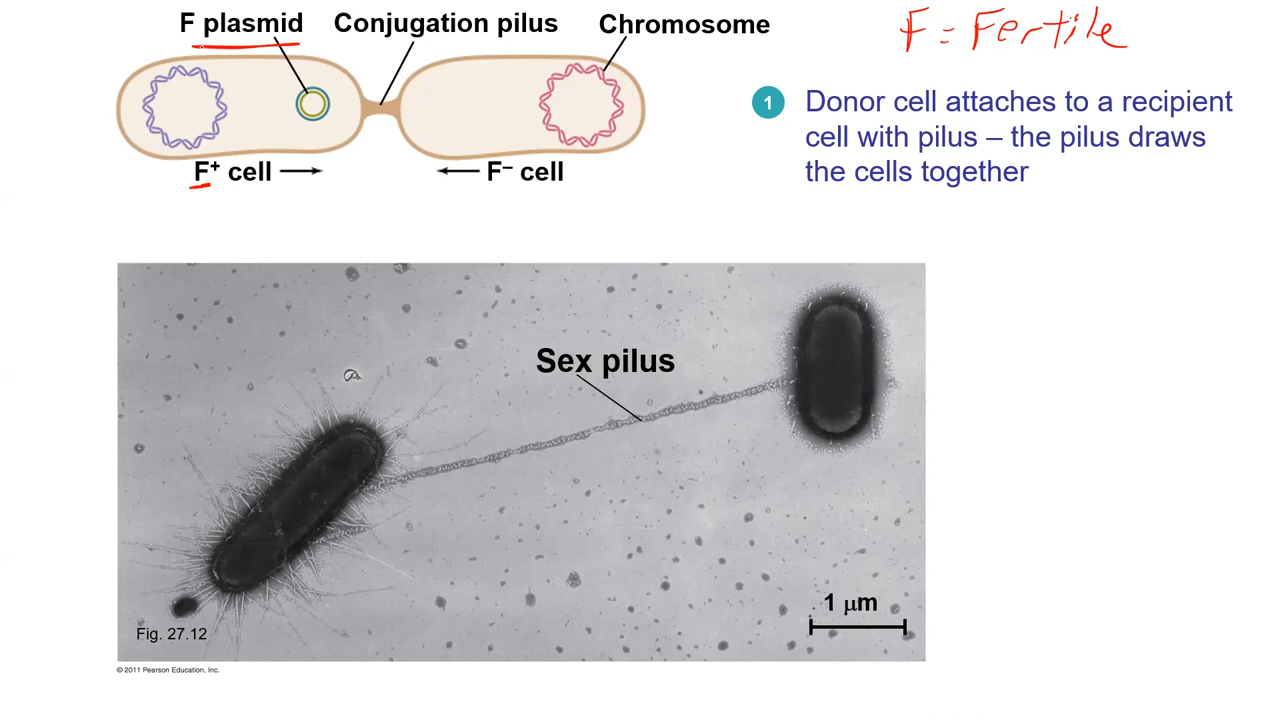 F plasmid Conjugation pilus Chromosome
F = Fertile
1 Donor cell attaches to a recipient
cell with pilus – the pilus draws
the cells together
F⁺ cell
F⁻ cell
Sex pilus
1 μm
Fig. 27.12
© 2011 Pearson Education, Inc.